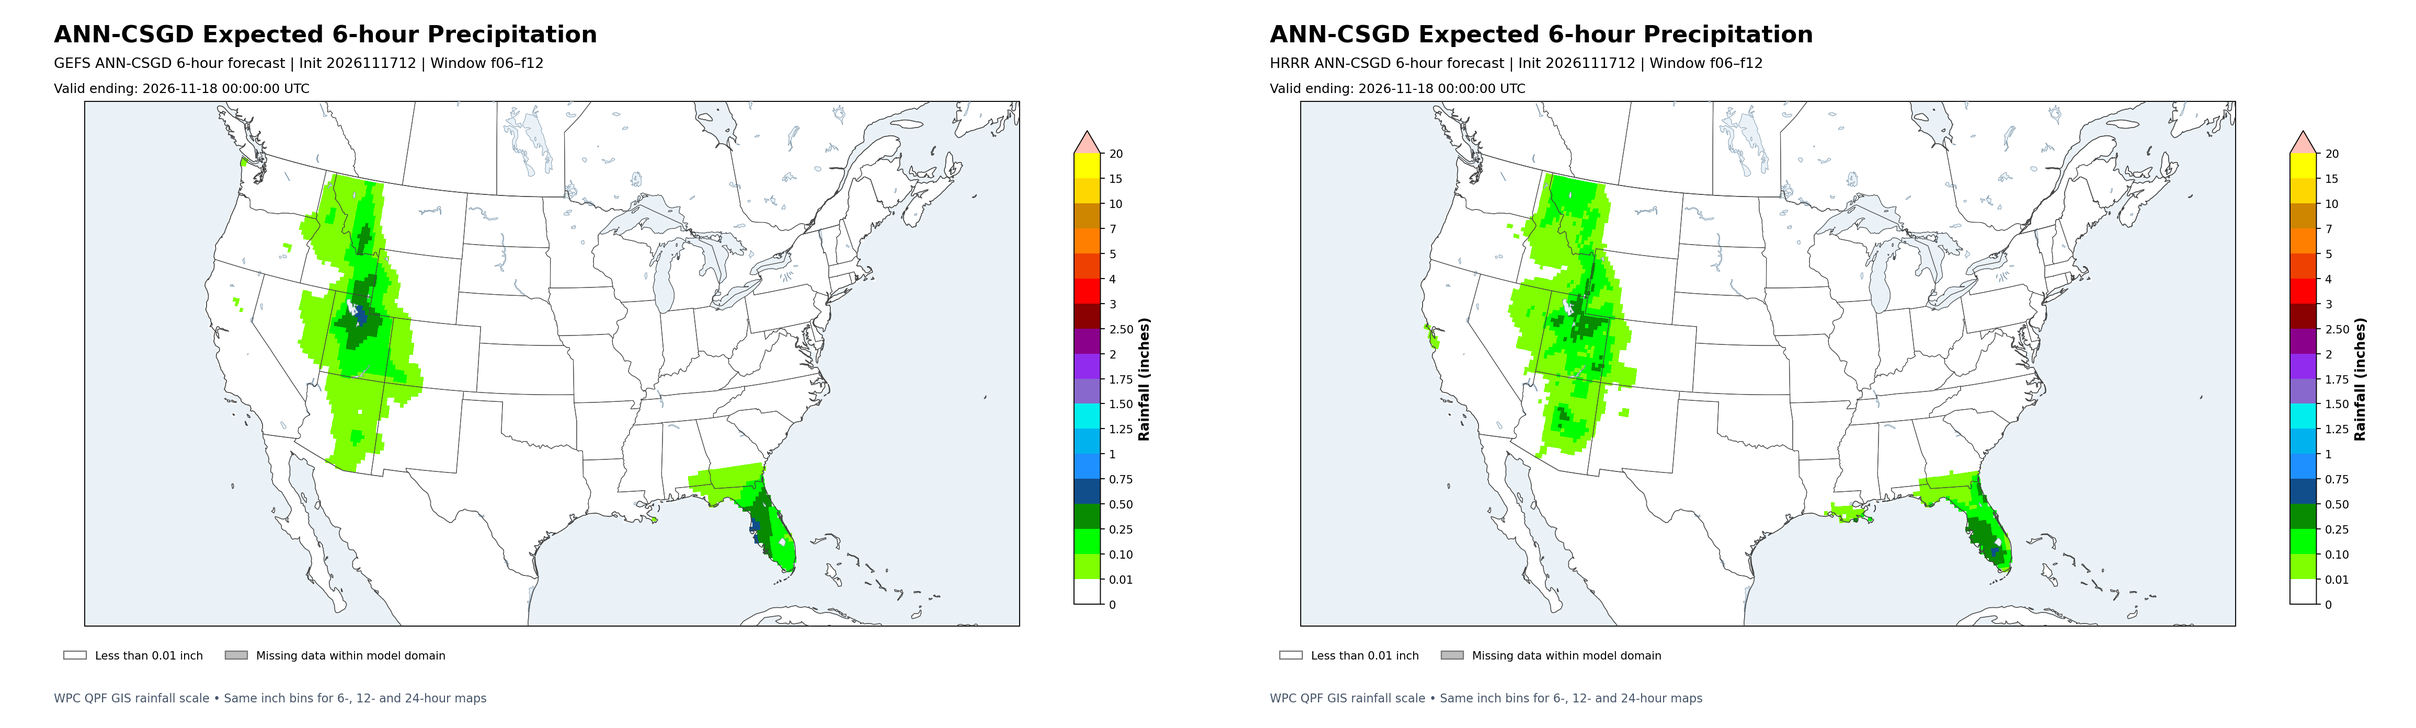 ANN-CSGD Expected 6-hour Precipitation
GEFS ANN-CSGD 6-hour forecast | Init 2026111712 | Window f06–f12
Valid ending: 2026-11-18 00:00:00 UTC
20
15
10
7
5
4
3
2.50
2
1.75
1.50
1.25
1
0.75
0.50
0.25
0.10
0.01
0
Rainfall (inches)
Less than 0.01 inch
Missing data within model domain
WPC QPF GIS rainfall scale • Same inch bins for 6-, 12- and 24-hour maps
ANN-CSGD Expected 6-hour Precipitation
HRRR ANN-CSGD 6-hour forecast | Init 2026111712 | Window f06–f12
Valid ending: 2026-11-18 00:00:00 UTC
20
15
10
7
5
4
3
2.50
2
1.75
1.50
1.25
1
0.75
0.50
0.25
0.10
0.01
0
Rainfall (inches)
Less than 0.01 inch
Missing data within model domain
WPC QPF GIS rainfall scale • Same inch bins for 6-, 12- and 24-hour maps